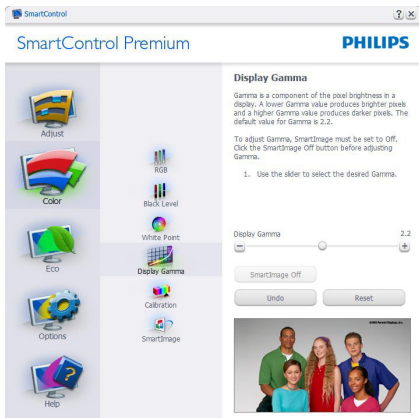 SmartControl
SmartControl Premium
PHILIPS
Adjust
Color
Eco
Options
Help
RGB
Black Level
White Point
Display Gamma
Calibration
SmartImage
Display Gamma
Gamma is a component of the pixel brightness in a
display. A lower Gamma value produces brighter pixels
and a higher Gamma value produces darker pixels. The
default value for Gamma is 2.2.
To adjust Gamma, SmartImage must be set to Off.
Click the SmartImage Off button before adjusting
Gamma.
1. Use the slider to select the desired Gamma.
Display Gamma 2.2
SmartImage Off
Undo Reset